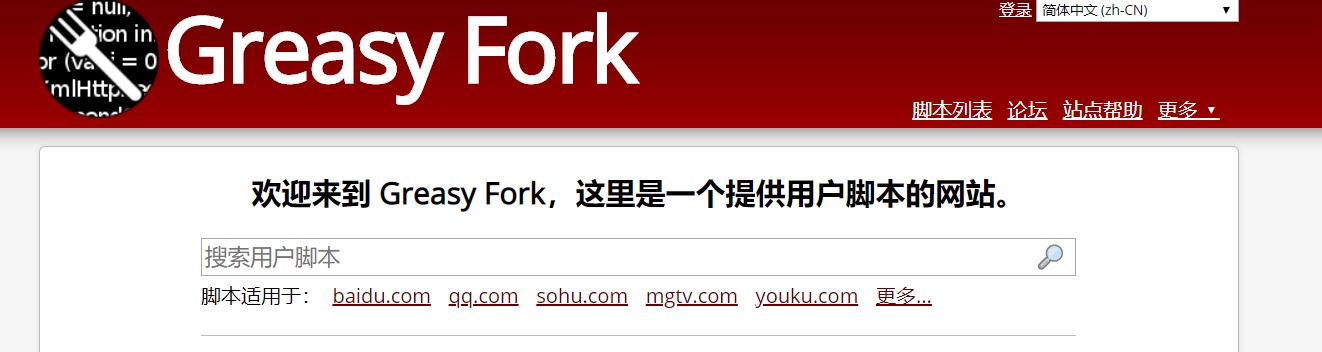 登录 简体中文 (zh-CN) ▼
= null,
ion in
or (va i = 0
mlHttp
Greasy Fork
脚本列表 论坛 站点帮助 更多 ▼
欢迎来到 Greasy Fork，这里是一个提供用户脚本的网站。
搜索用户脚本
脚本适用于： baidu.com qq.com sohu.com mgtv.com youku.com 更多...